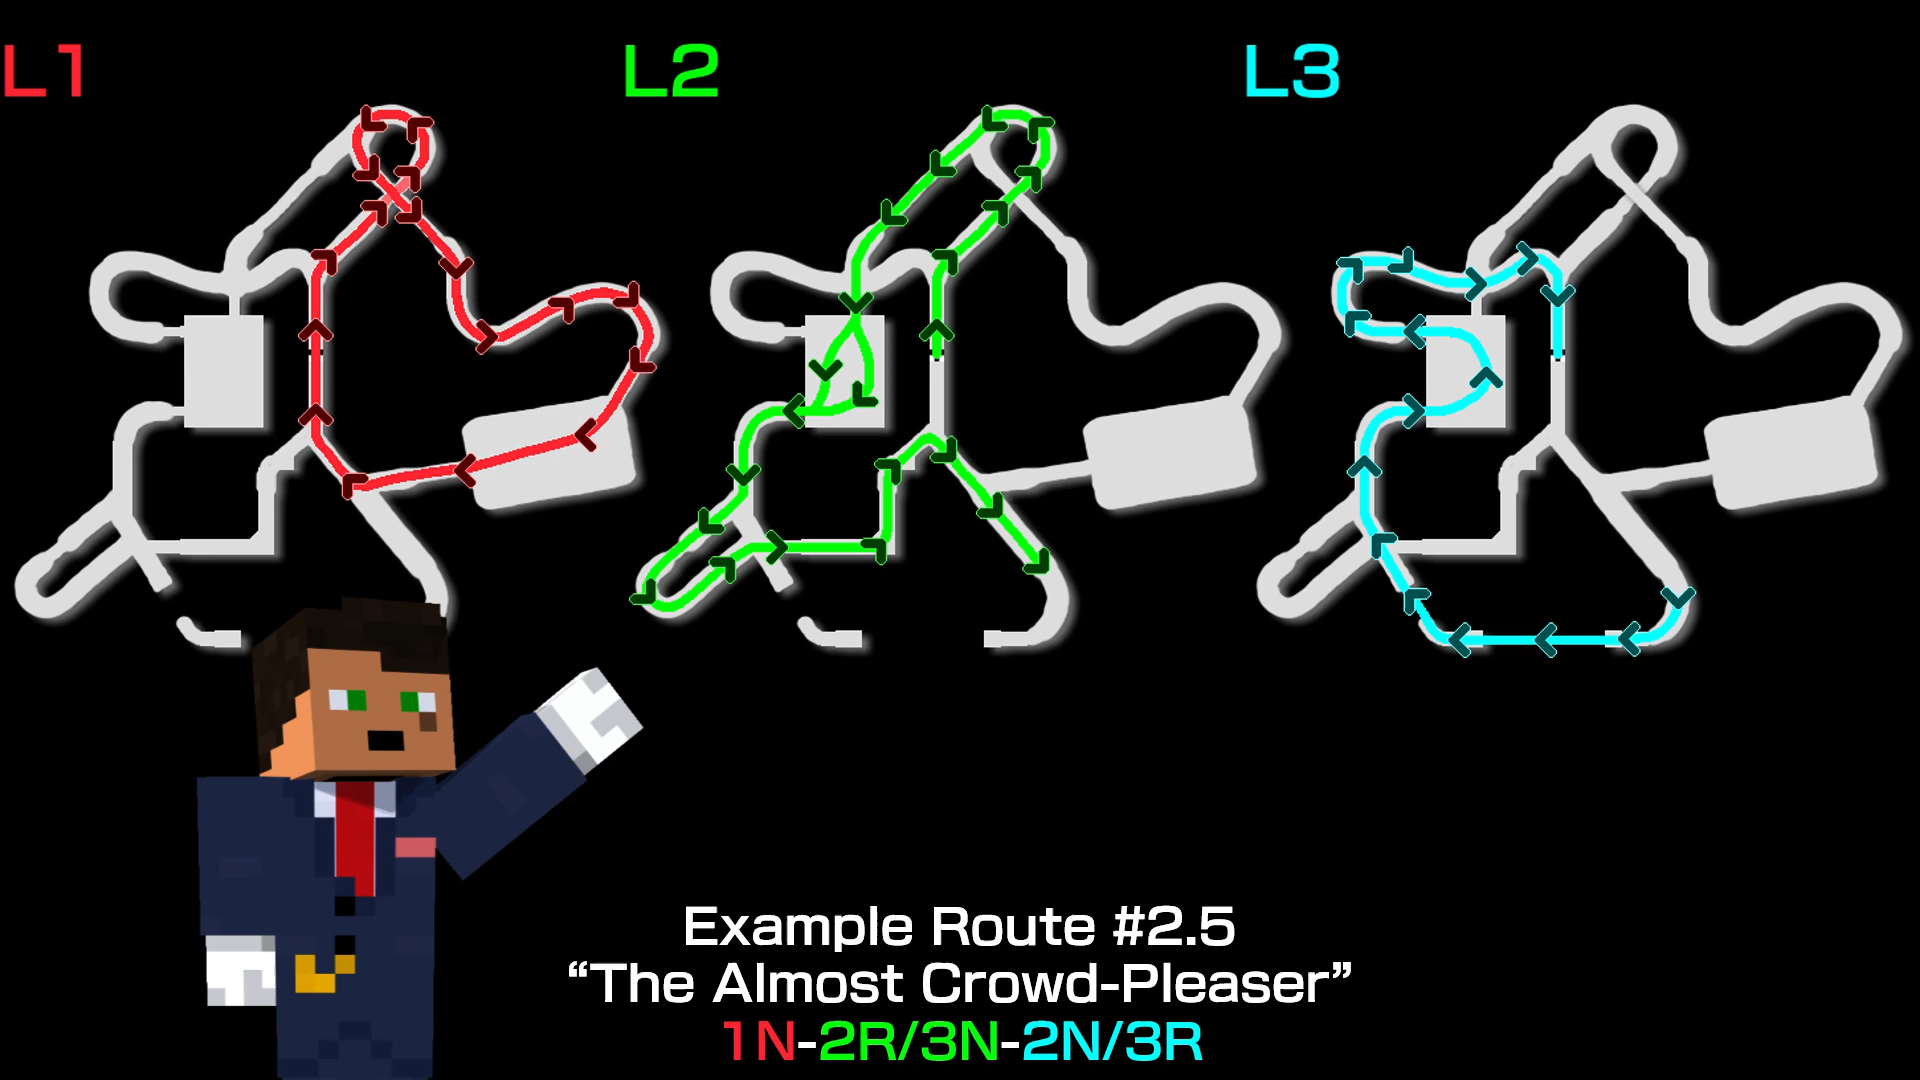 L1
L2
L3
Example Route #2.5
“The Almost Crowd-Pleaser”
1N-2R/3N-2N/3R